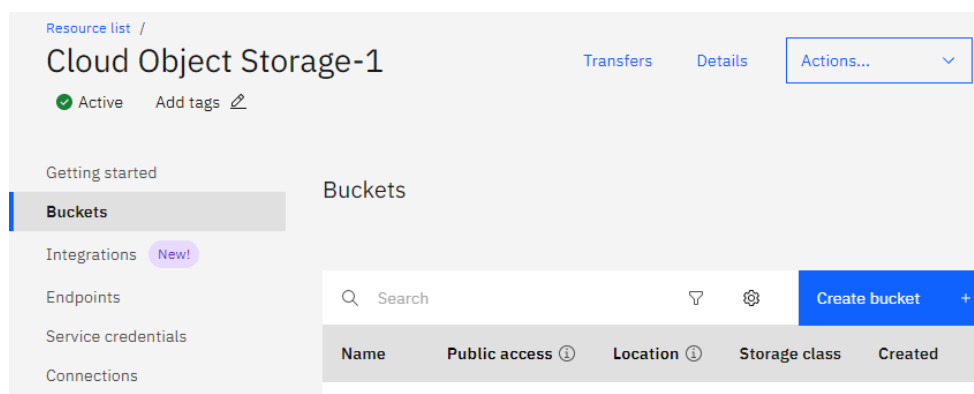 Resource list /
Cloud Object Storage-1
Transfers Details Actions...
Active Add tags
Getting started
Buckets
Integrations New!
Endpoints
Service credentials
Connections
Buckets
Search Create bucket +
Name Public access Location Storage class Created